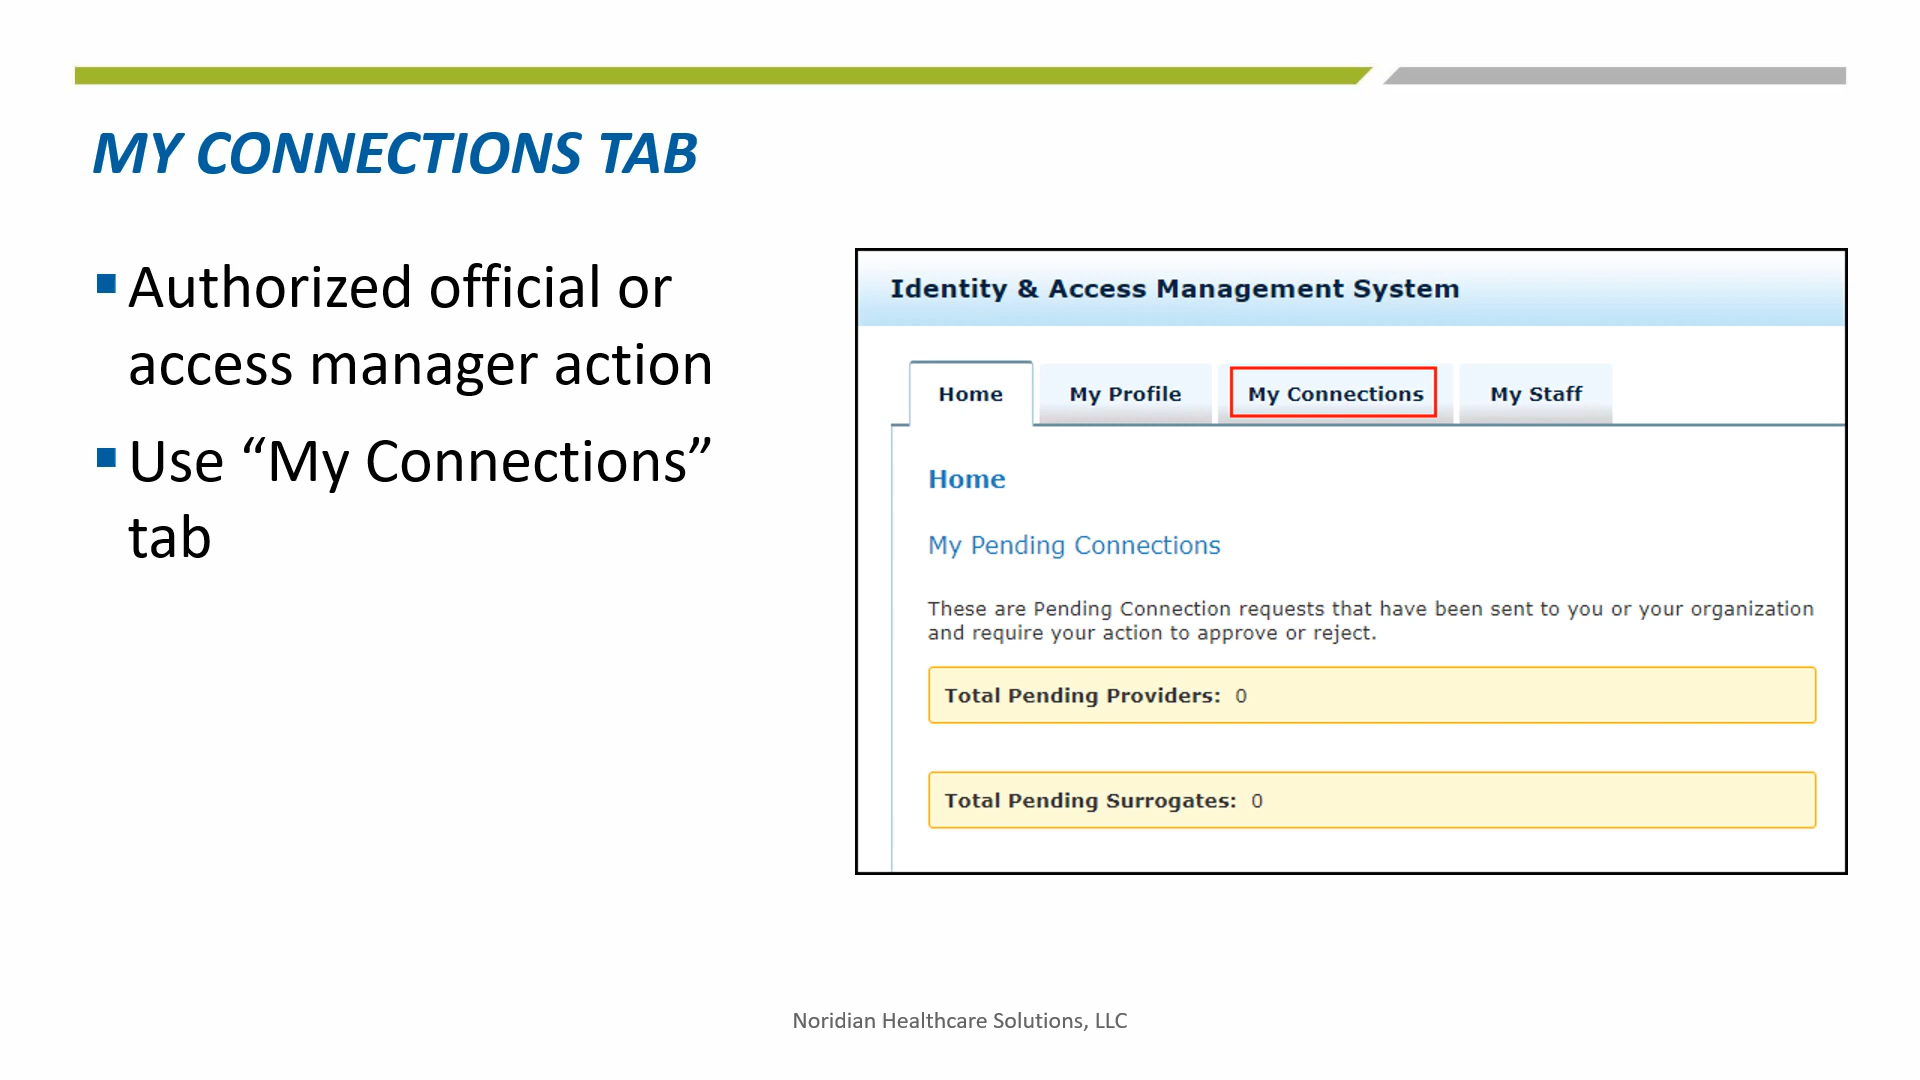 MY CONNECTIONS TAB
Authorized official or
access manager action
Use “My Connections”
tab
Identity & Access Management System
Home My Profile My Connections My Staff
Home
My Pending Connections
These are Pending Connection requests that have been sent to you or your organization
and require your action to approve or reject.
Total Pending Providers: 0
Total Pending Surrogates: 0
Noridian Healthcare Solutions, LLC